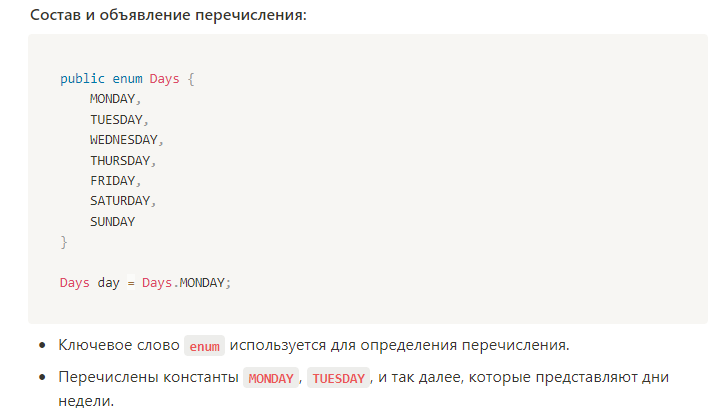 Состав и объявление перечисления:
public enum Days {
    MONDAY,
    TUESDAY,
    WEDNESDAY,
    THURSDAY,
    FRIDAY,
    SATURDAY,
    SUNDAY
}
Days day = Days.MONDAY;
• Ключевое слово enum используется для определения перечисления.
• Перечислены константы MONDAY, TUESDAY, и так далее, которые представляют дни
недели.